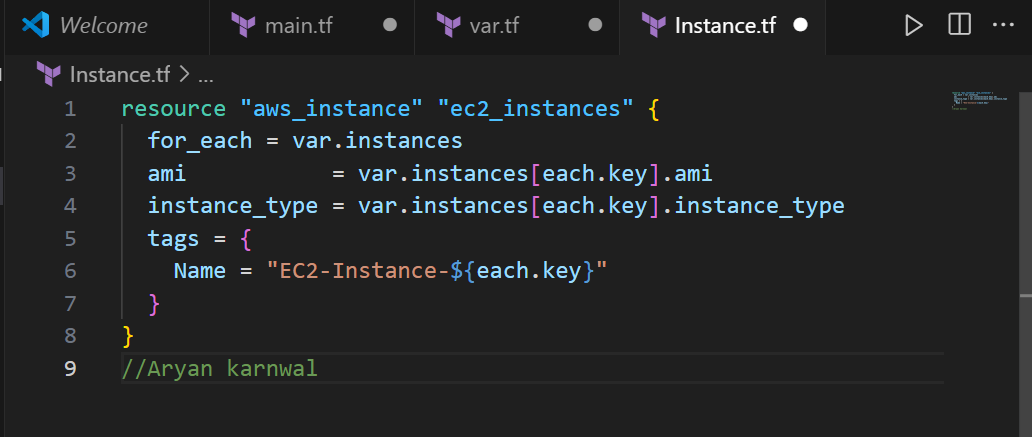 Welcome main.tf var.tf Instance.tf
Instance.tf > ...
1 resource "aws_instance" "ec2_instances" {
2   for_each = var.instances
3   ami           = var.instances[each.key].ami
4   instance_type = var.instances[each.key].instance_type
5   tags = {
6     Name = "EC2-Instance-${each.key}"
7   }
8 }
9 //Aryan karnwal